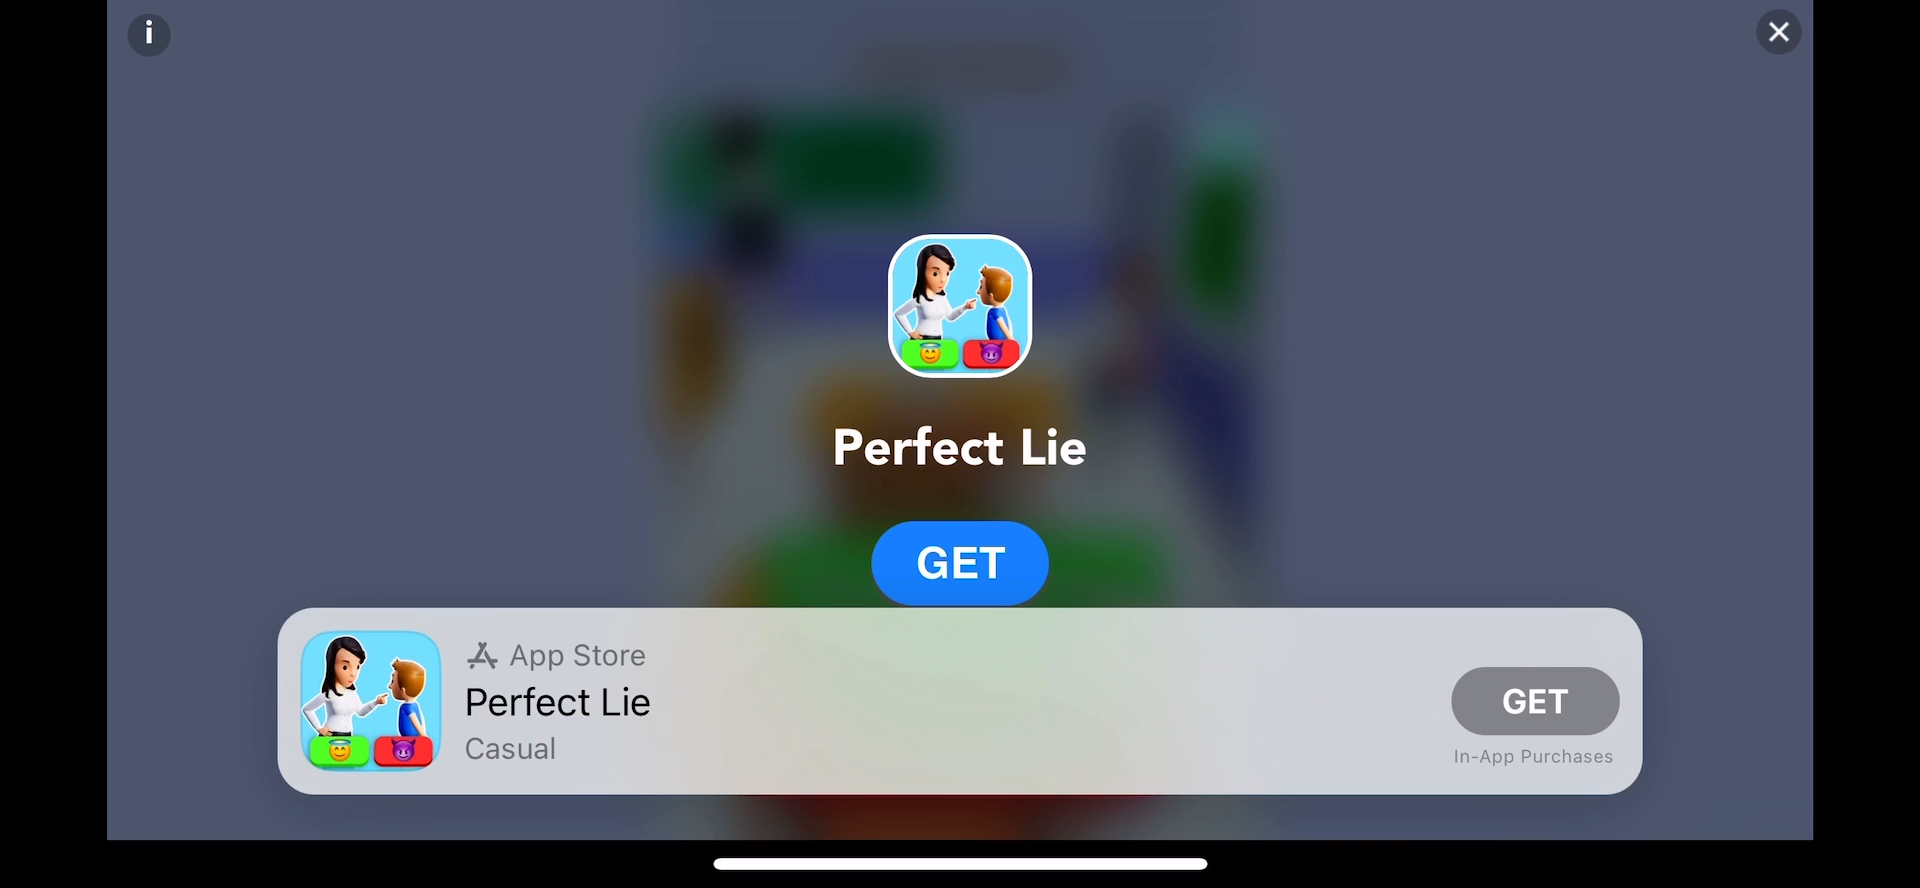 i
Perfect Lie
GET
App Store
Perfect Lie
Casual
GET
In-App Purchases